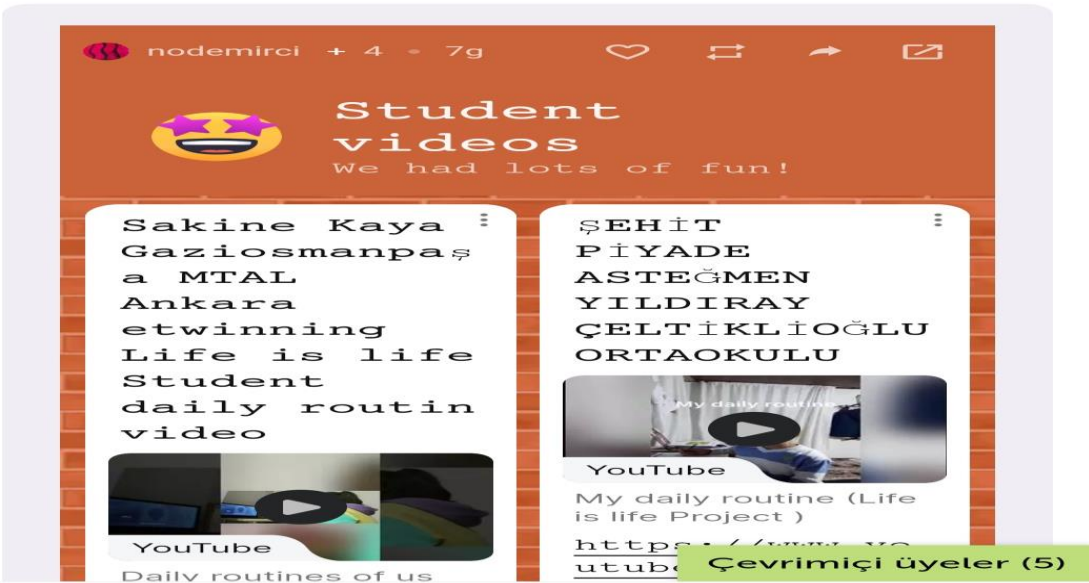 nodemirci + 4 • 7g
Student
videos
We had lots of fun!
Sakine Kaya
Gaziosmanpaş
a MTAL
Ankara
etwinning
Life is life
Student
daily routin
video
YouTube
Daily routines of us
ŞEHİT
PİYADE
ASTEĞMEN
YILDIRAY
ÇELTİKLİOĞLU
ORTAOKULU
My daily routine
YouTube
My daily routine (Life
is life Project )
https://www.yo
utube
Çevrimiçi üyeler (5)